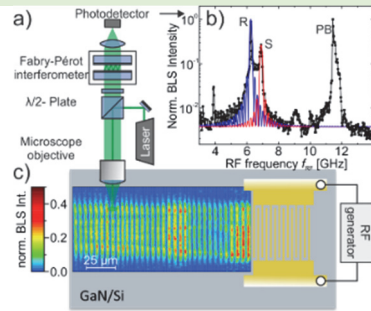 a)
Photodetector
Fabry-Pérot
interferometer
λ/2- Plate
Laser
Microscope
objective
b)
Norm. BLS Intensity
10⁰
10⁻¹
10⁻²
R
S
PB
4 6 8 10 12
RF frequency f [GHz]
c)
norm. BLS Int.
0.4
0.2
0.0
25 µm
GaN/Si
RF
generator